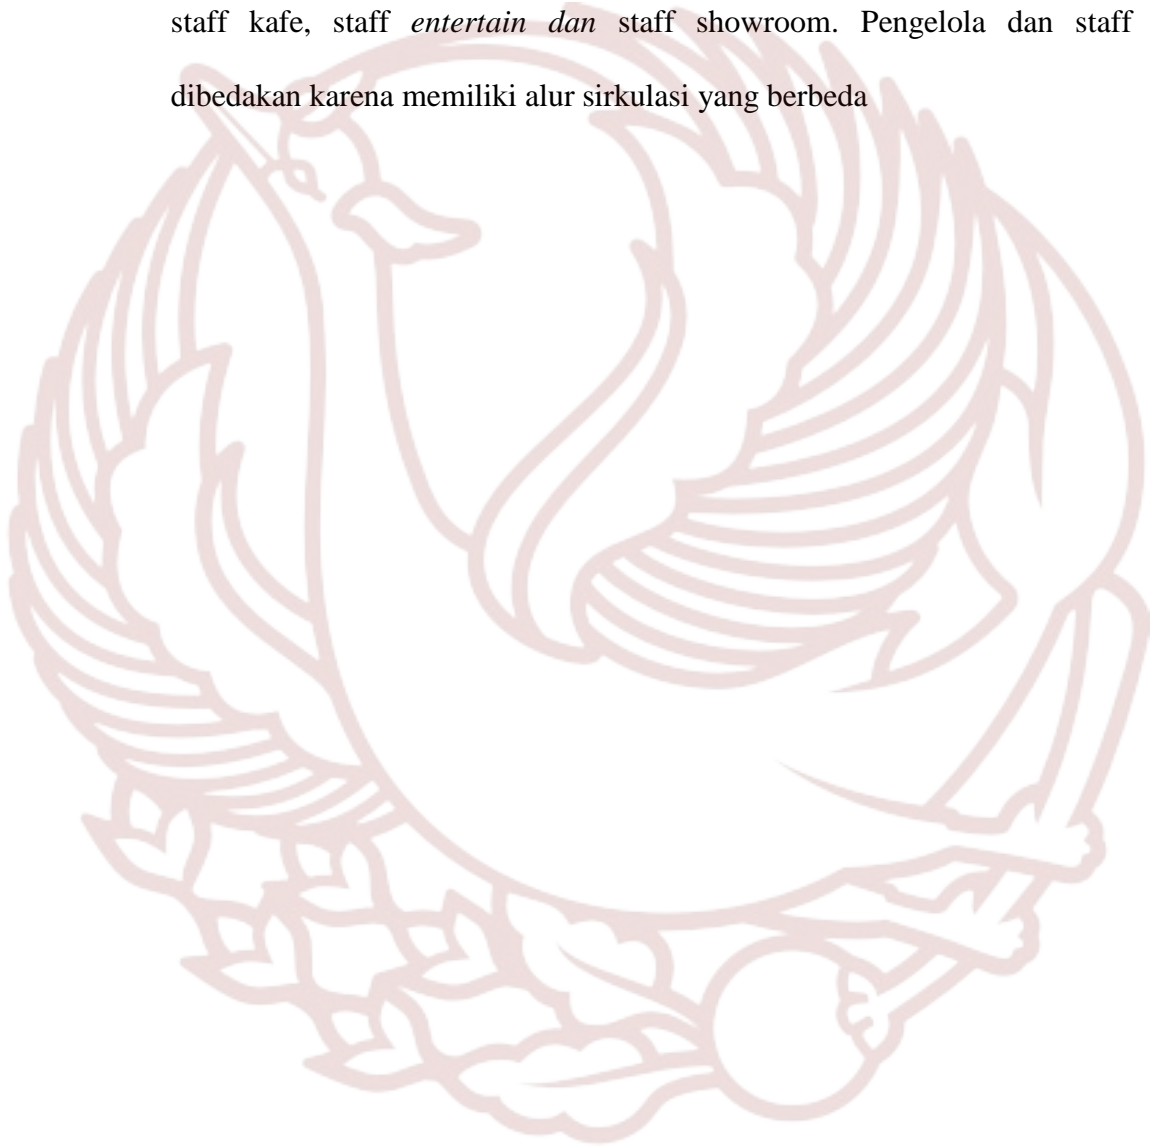 staff kafe, staff entertain dan staff showroom. Pengelola dan staff
dibedakan karena memiliki alur sirkulasi yang berbeda